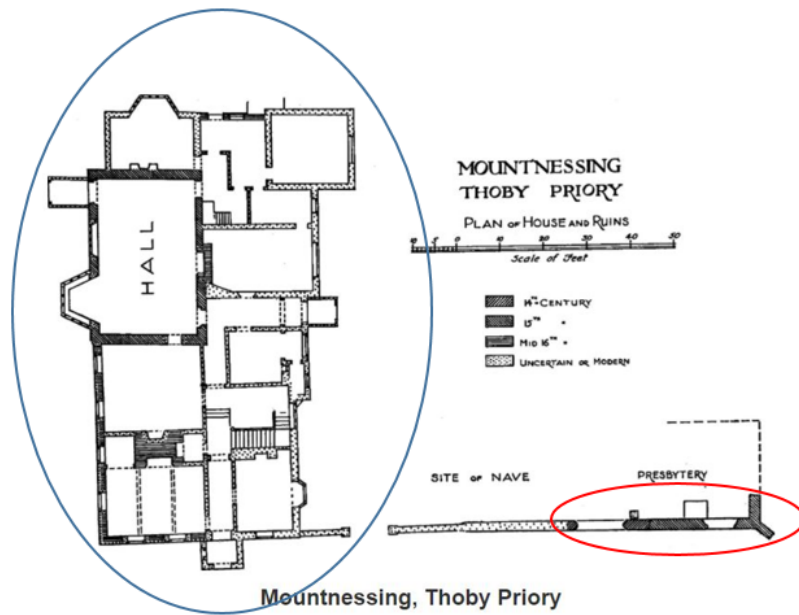 MOUNTNESSING
THOBY PRIORY
PLAN OF HOUSE AND RUINS
10 5 0 10 20 30 40 50
Scale of Feet
14TH CENTURY
15TH "
MID 16TH "
UNCERTAIN OR MODERN
HALL
SITE OF NAVE
PRESBYTERY
Mountnessing, Thoby Priory